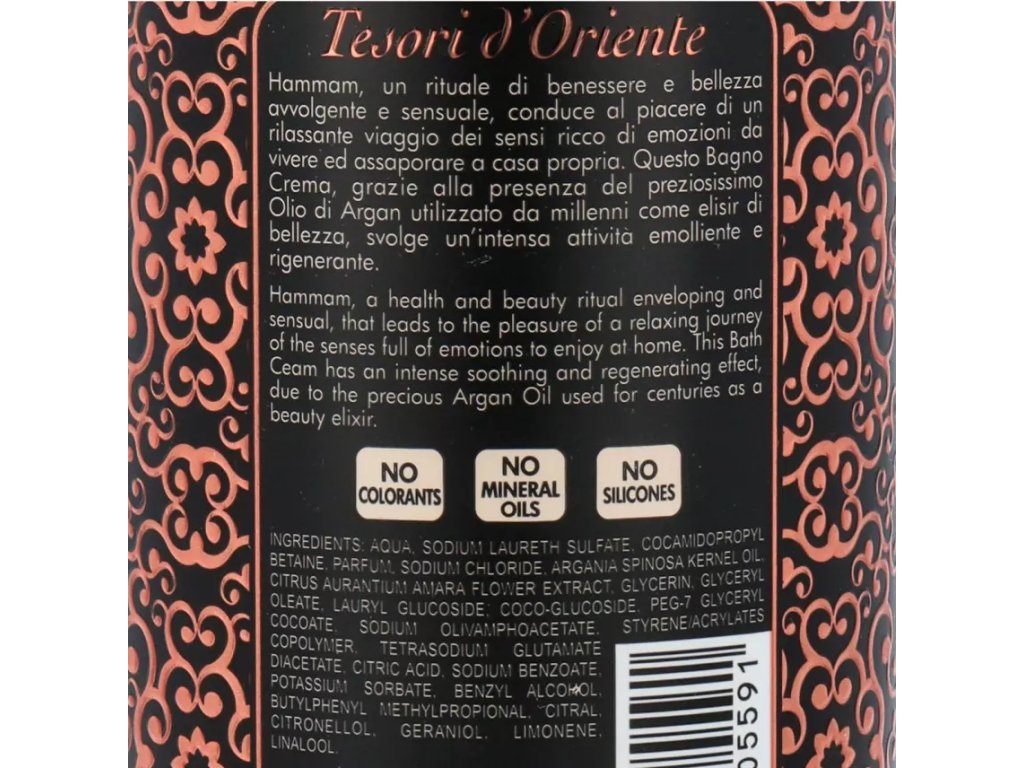 Tesori d'Oriente
Hammam, un rituale di benessere e bellezza
avvolgente e sensuale, conduce al piacere di un
rilassante viaggio dei sensi ricco di emozioni da
vivere ed assaporare a casa propria. Questo Bagno
Crema, grazie alla presenza del preziosissimo
Olio di Argan utilizzato da millenni come elisir di
bellezza, svolge un'intensa attività emolliente e
rigenerante.
Hammam, a health and beauty ritual enveloping and
sensual, that leads to the pleasure of a relaxing journey
of the senses full of emotions to enjoy at home. This Bath
Ceam has an intense soothing and regenerating effect,
due to the precious Argan Oil used for centuries as a
beauty elixir.
NO
COLORANTS
NO
MINERAL
OILS
NO
SILICONES
INGREDIENTS: AQUA, SODIUM LAURETH SULFATE, COCAMIDOPROPYL
BETAINE, PARFUM, SODIUM CHLORIDE, ARGANIA SPINOSA KERNEL OIL,
CITRUS AURANTIUM AMARA FLOWER EXTRACT, GLYCERIN, GLYCERYL
OLEATE, LAURYL GLUCOSIDE, COCO-GLUCOSIDE, PEG-7 GLYCERYL
COCOATE, SODIUM OLIVAMPHOACETATE, STYRENE/ACRYLATES
COPOLYMER, TETRASODIUM GLUTAMATE
DIACETATE, CITRIC ACID, SODIUM BENZOATE,
POTASSIUM SORBATE, BENZYL ALCOHOL,
BUTYLPHENYL METHYLPROPIONAL, CITRAL,
CITRONELLOL, GERANIOL, LIMONENE,
LINALOOL.
05591